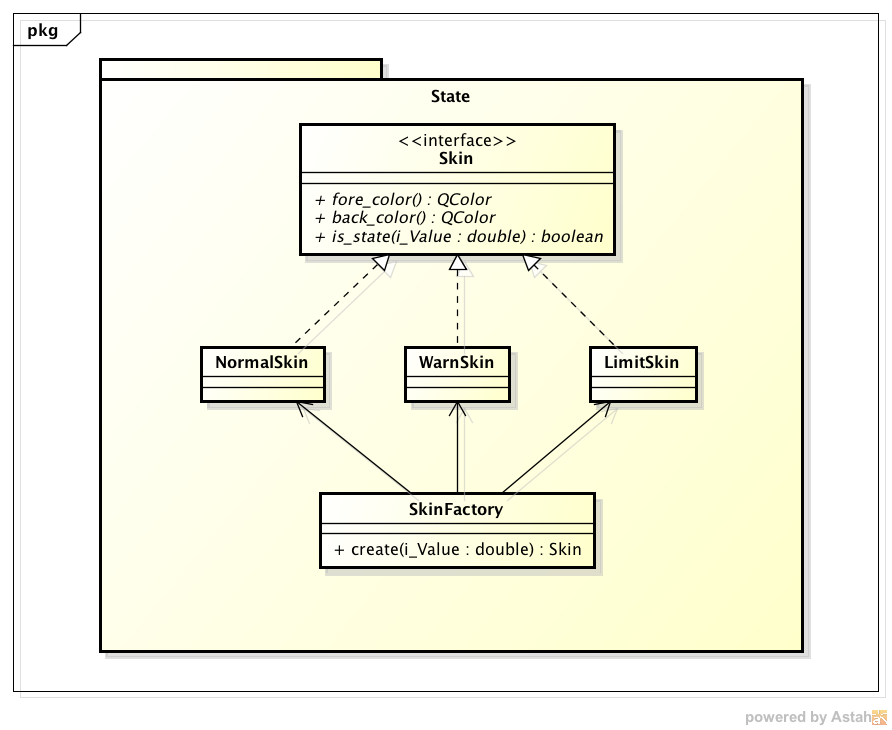 pkg
State
<<interface>>
Skin
+ fore_color() : QColor
+ back_color() : QColor
+ is_state(i_Value : double) : boolean
NormalSkin
WarnSkin
LimitSkin
SkinFactory
+ create(i_Value : double) : Skin
powered by Astah